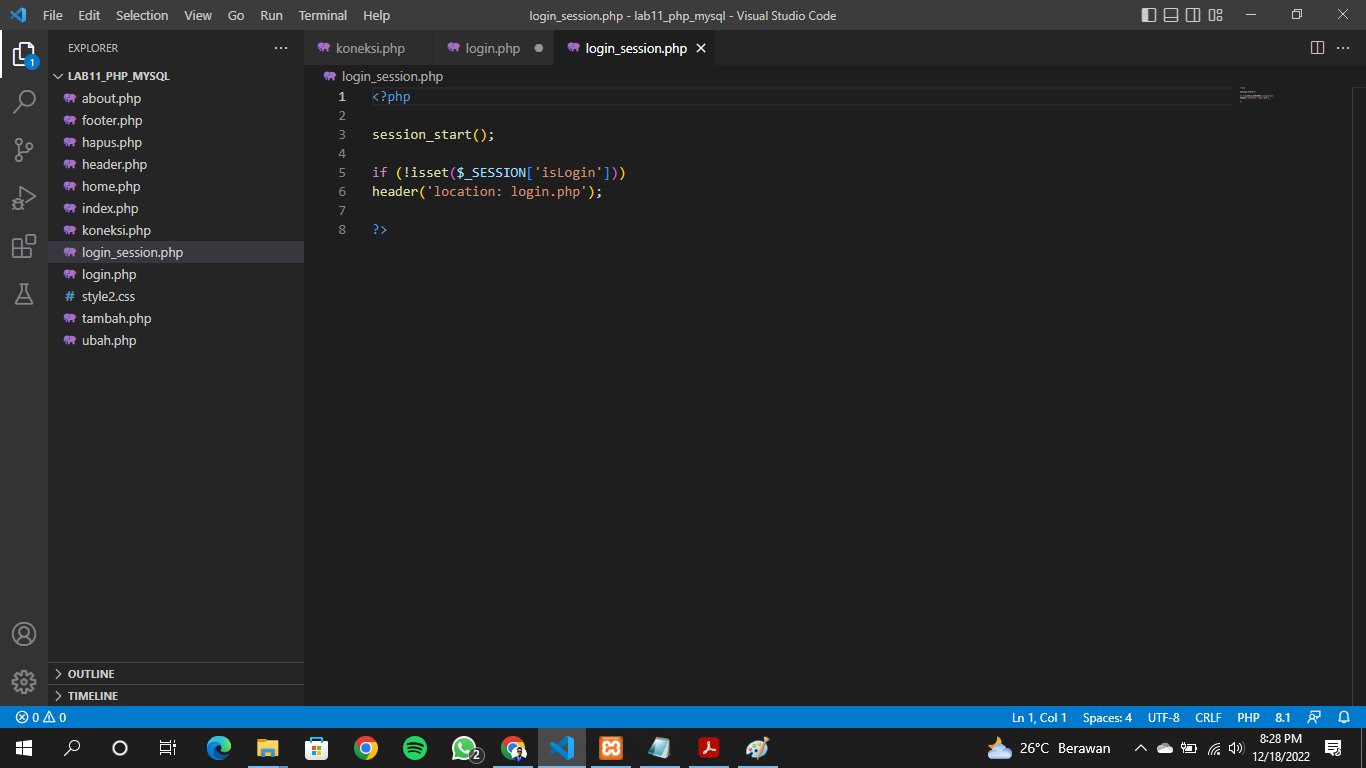 File Edit Selection View Go Run Terminal Help
login_session.php - lab11_php_mysql - Visual Studio Code
EXPLORER
LAB11_PHP_MYSQL
about.php
footer.php
hapus.php
header.php
home.php
index.php
koneksi.php
login_session.php
login.php
# style2.css
tambah.php
ubah.php
OUTLINE
TIMELINE
1
koneksi.php login.php login_session.php
login_session.php
1 <?php
2
3 session_start();
4
5 if (!isset($_SESSION['isLogin']))
6 header('location: login.php');
7
8 ?>
0 0
Ln 1, Col 1 Spaces: 4 UTF-8 CRLF PHP 8.1
2
26°C Berawan
8:28 PM
12/18/2022